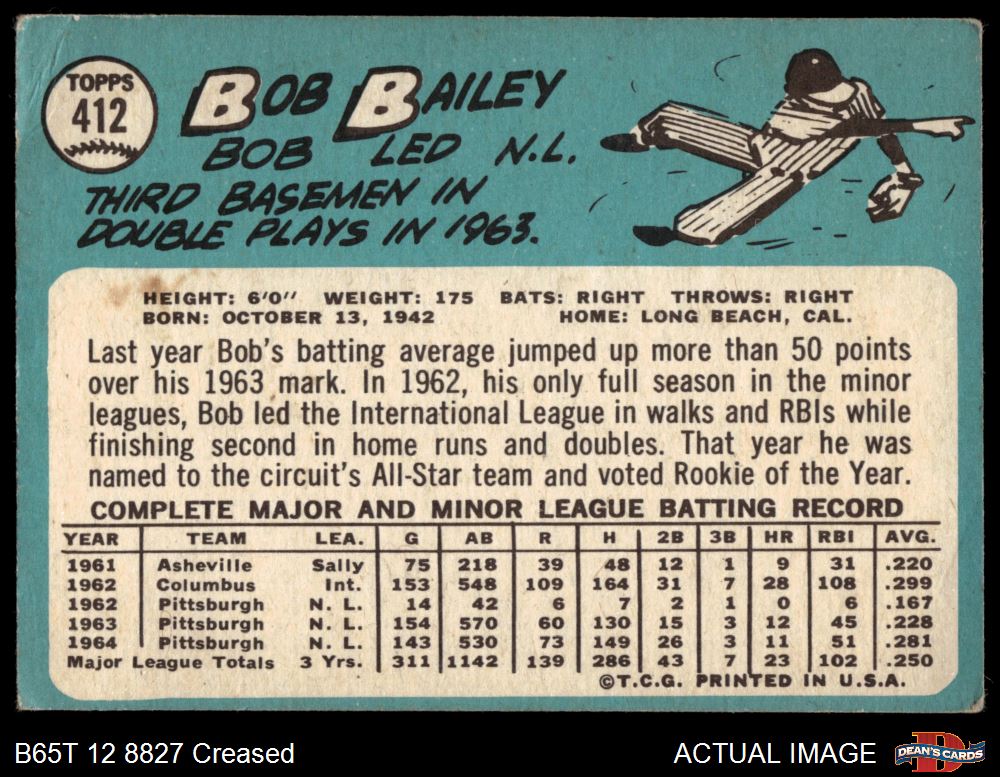 TOPPS
412
BOB BAILEY
BOB LED N.L.
THIRD BASEMEN IN
DOUBLE PLAYS IN 1963.
HEIGHT: 6'0" WEIGHT: 175 BATS: RIGHT THROWS: RIGHT
BORN: OCTOBER 13, 1942 HOME: LONG BEACH, CAL.
Last year Bob's batting average jumped up more than 50 points
over his 1963 mark. In 1962, his only full season in the minor
leagues, Bob led the International League in walks and RBIs while
finishing second in home runs and doubles. That year he was
named to the circuit's All-Star team and voted Rookie of the Year.
COMPLETE MAJOR AND MINOR LEAGUE BATTING RECORD
YEAR TEAM LEA. G AB R H 2B 3B HR RBI AVG.
1961 Asheville Sally 75 218 39 48 12 1 9 31 .220
1962 Columbus Int. 153 548 109 164 31 7 28 108 .299
1962 Pittsburgh N. L. 14 42 6 7 2 1 0 6 .167
1963 Pittsburgh N. L. 154 570 60 130 15 3 12 45 .228
1964 Pittsburgh N. L. 143 530 73 149 26 3 11 51 .281
Major League Totals 3 Yrs. 311 1142 139 286 43 7 23 102 .250
©T.C.G. PRINTED IN U.S.A.
B65T 12 8827 Creased ACTUAL IMAGE DEAN'S CARDS